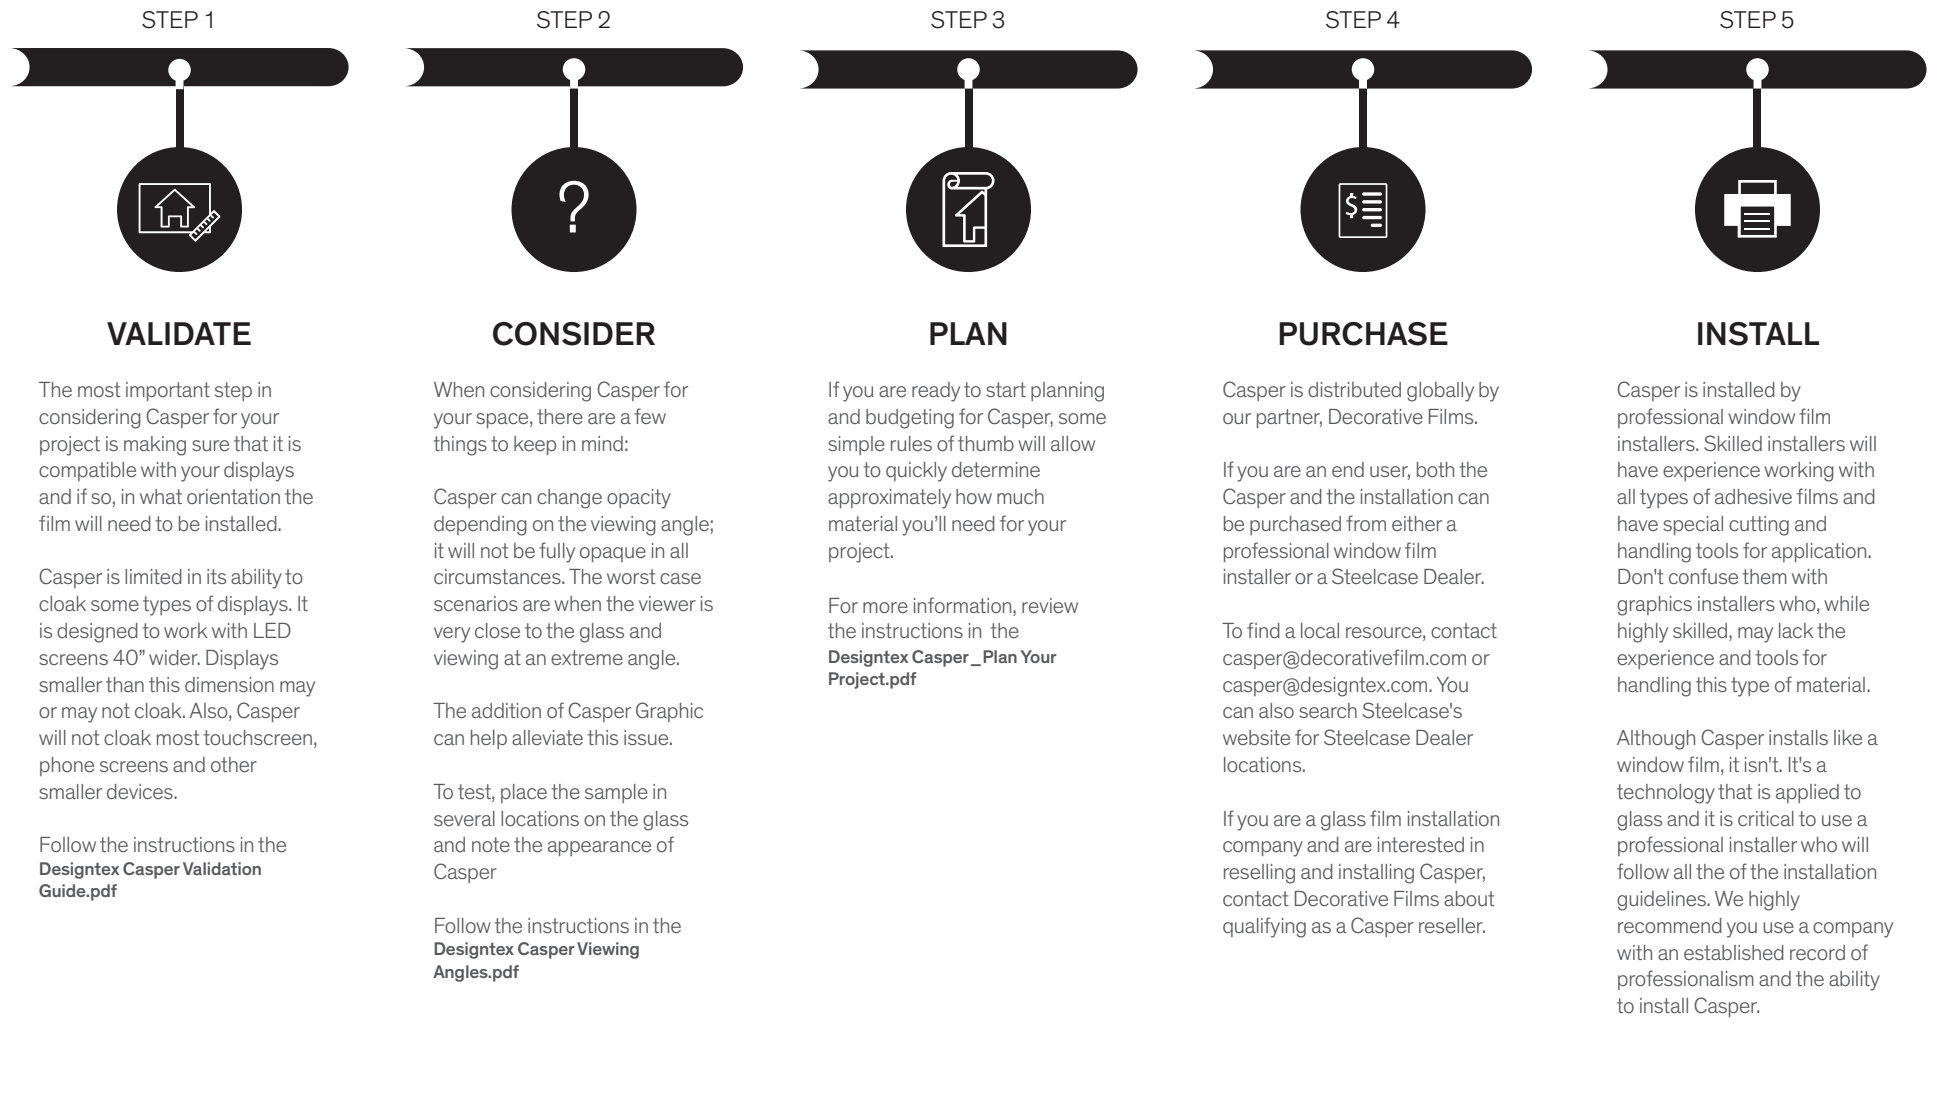 STEP 1
VALIDATE
The most important step in
considering Casper for your
project is making sure that it is
compatible with your displays
and if so, in what orientation the
film will need to be installed.
Casper is limited in its ability to
cloak some types of displays. It
is designed to work with LED
screens 40” wider. Displays
smaller than this dimension may
or may not cloak. Also, Casper
will not cloak most touchscreen,
phone screens and other
smaller devices.
Follow the instructions in the
Designtex Casper Validation
Guide.pdf
STEP 2
?
CONSIDER
When considering Casper for
your space, there are a few
things to keep in mind:
Casper can change opacity
depending on the viewing angle;
it will not be fully opaque in all
circumstances. The worst case
scenarios are when the viewer is
very close to the glass and
viewing at an extreme angle.
The addition of Casper Graphic
can help alleviate this issue.
To test, place the sample in
several locations on the glass
and note the appearance of
Casper
Follow the instructions in the
Designtex Casper Viewing
Angles.pdf
STEP 3
PLAN
If you are ready to start planning
and budgeting for Casper, some
simple rules of thumb will allow
you to quickly determine
approximately how much
material you’ll need for your
project.
For more information, review
the instructions in the
Designtex Casper_Plan Your
Project.pdf
STEP 4
$
PURCHASE
Casper is distributed globally by
our partner, Decorative Films.
If you are an end user, both the
Casper and the installation can
be purchased from either a
professional window film
installer or a Steelcase Dealer.
To find a local resource, contact
casper@decorativefilm.com or
casper@designtex.com. You
can also search Steelcase's
website for Steelcase Dealer
locations.
If you are a glass film installation
company and are interested in
reselling and installing Casper,
contact Decorative Films about
qualifying as a Casper reseller.
STEP 5
INSTALL
Casper is installed by
professional window film
installers. Skilled installers will
have experience working with
all types of adhesive films and
have special cutting and
handling tools for application.
Don't confuse them with
graphics installers who, while
highly skilled, may lack the
experience and tools for
handling this type of material.
Although Casper installs like a
window film, it isn't. It's a
technology that is applied to
glass and it is critical to use a
professional installer who will
follow all the of the installation
guidelines. We highly
recommend you use a company
with an established record of
professionalism and the ability
to install Casper.